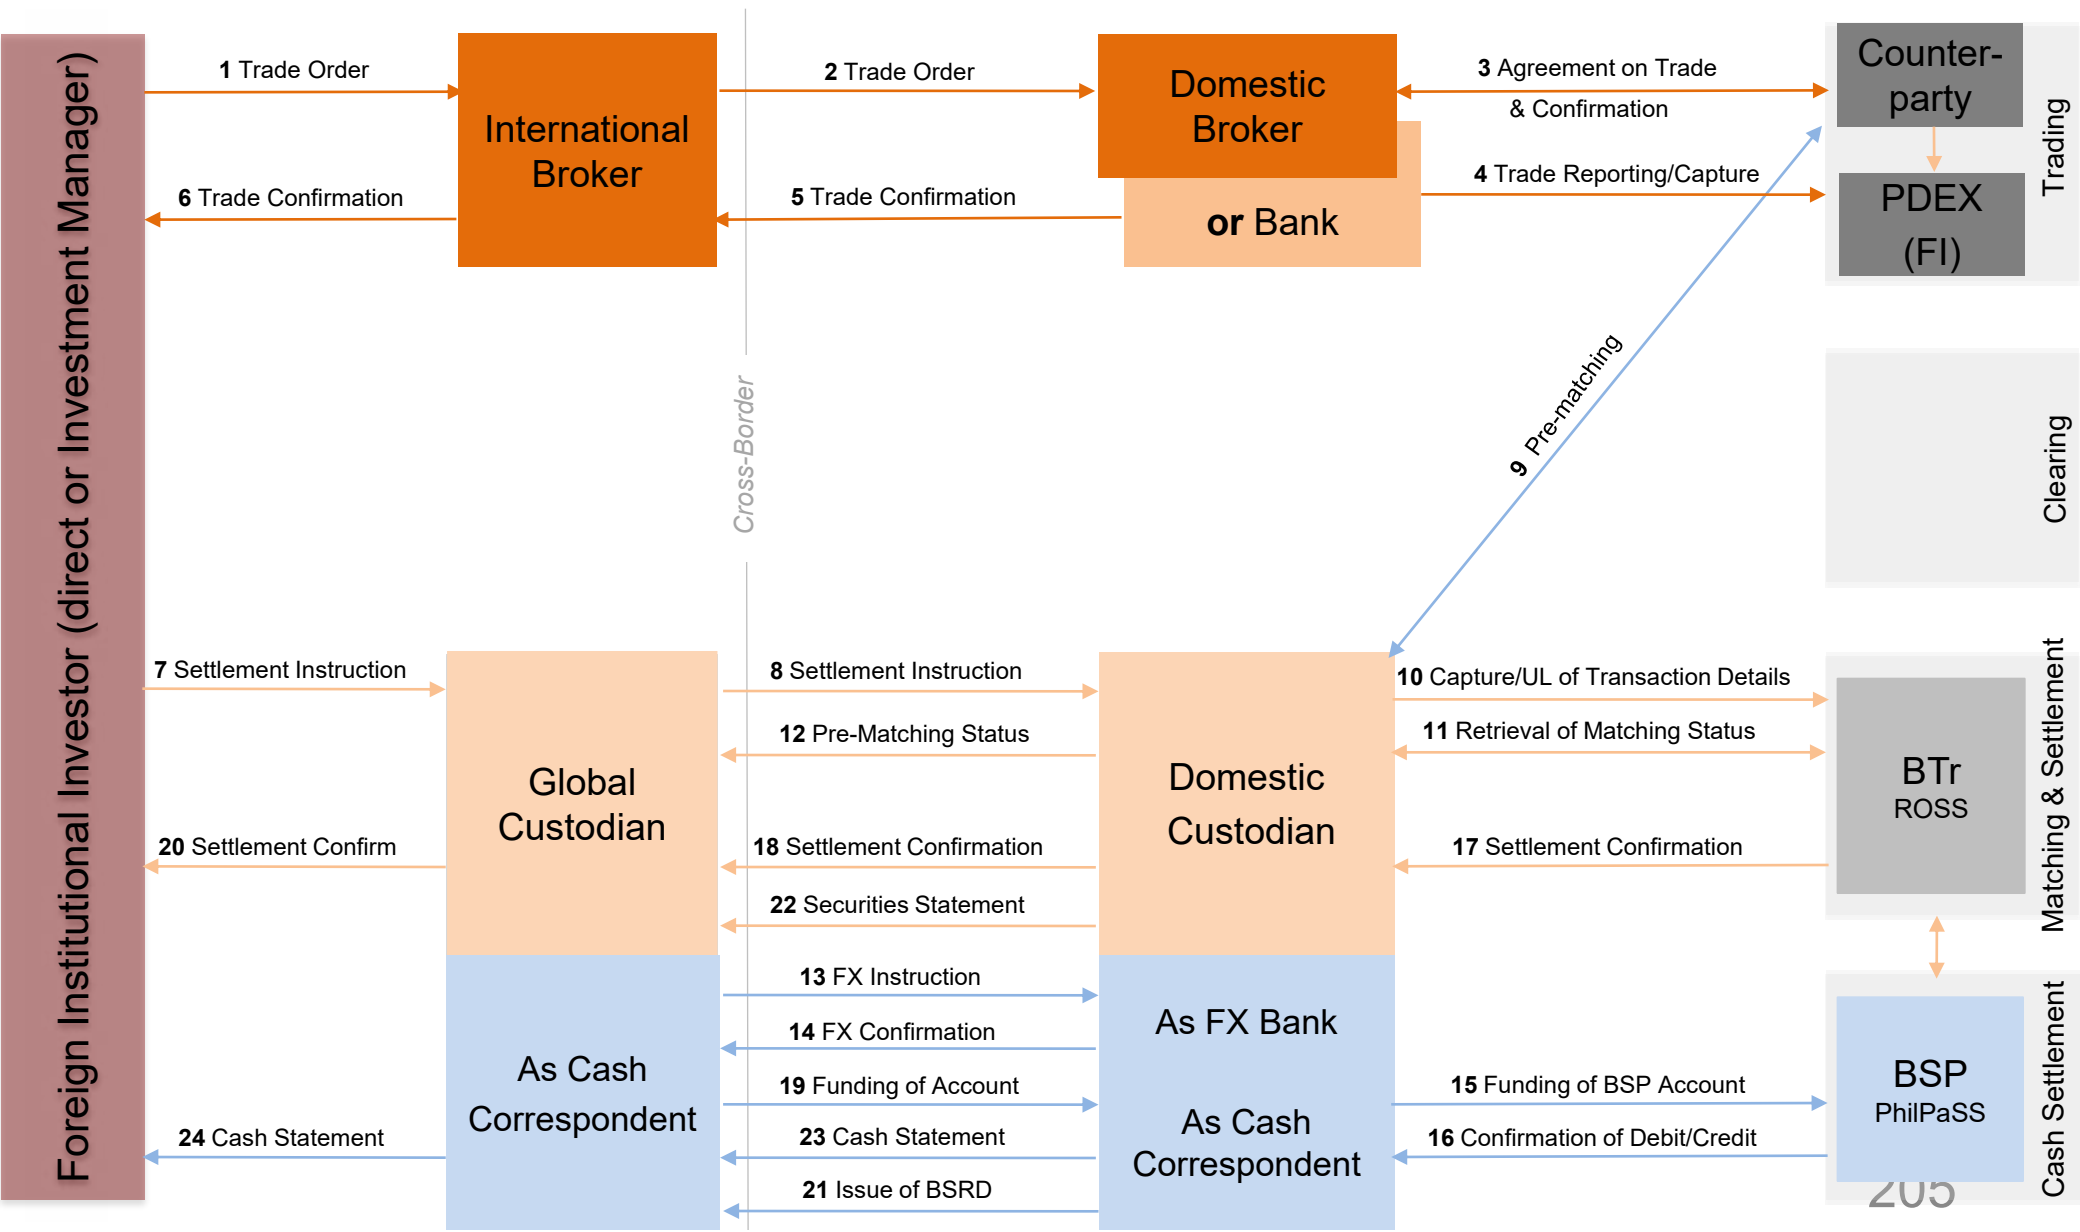 Foreign Institutional Investor (direct or Investment Manager)
1 Trade Order
6 Trade Confirmation
International
Broker
2 Trade Order
5 Trade Confirmation
Domestic
Broker
or Bank
3 Agreement on Trade
& Confirmation
4 Trade Reporting/Capture
Counter-
party
PDEX
(FI)
Trading
Cross-Border
9 Pre-matching
Clearing
7 Settlement Instruction
20 Settlement Confirm
Global
Custodian
8 Settlement Instruction
12 Pre-Matching Status
18 Settlement Confirmation
22 Securities Statement
Domestic
Custodian
10 Capture/UL of Transaction Details
11 Retrieval of Matching Status
17 Settlement Confirmation
BTr
ROSS
Matching & Settlement
24 Cash Statement
As Cash
Correspondent
13 FX Instruction
14 FX Confirmation
19 Funding of Account
23 Cash Statement
21 Issue of BSRD
As FX Bank
As Cash
Correspondent
15 Funding of BSP Account
16 Confirmation of Debit/Credit
BSP
PhilPaSS
Cash Settlement
205